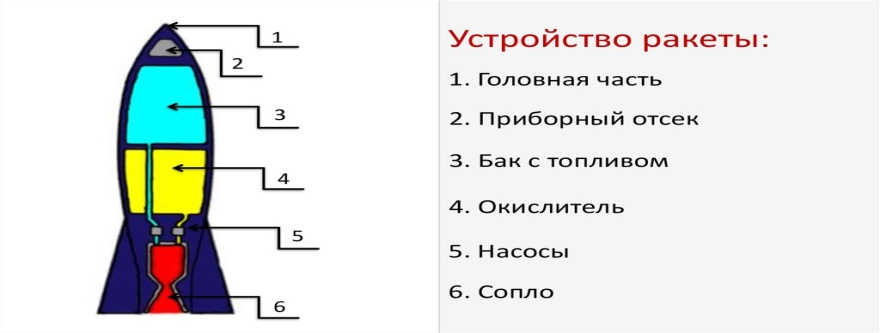 1
2
3
4
5
6
Устройство ракеты:
1. Головная часть
2. Приборный отсек
3. Бак с топливом
4. Окислитель
5. Насосы
6. Сопло